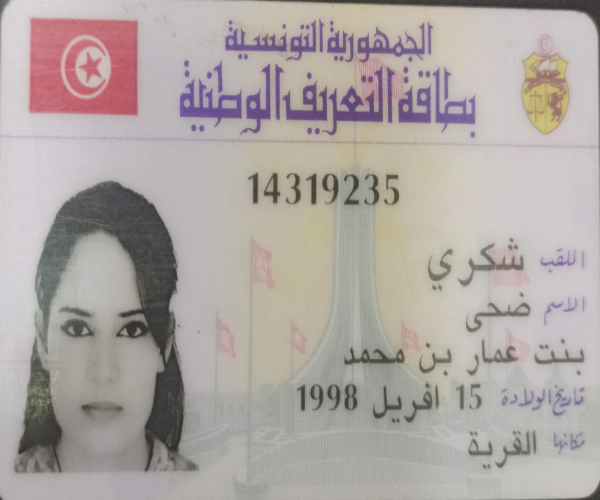 الجمهورية التونسية
بطاقة التعريف الوطنية
14319235
اللقب شكري
الاسم ضحى
بنت عمار بن محمد
تاريخ الولادة 15 افريل 1998
مكانها القرية